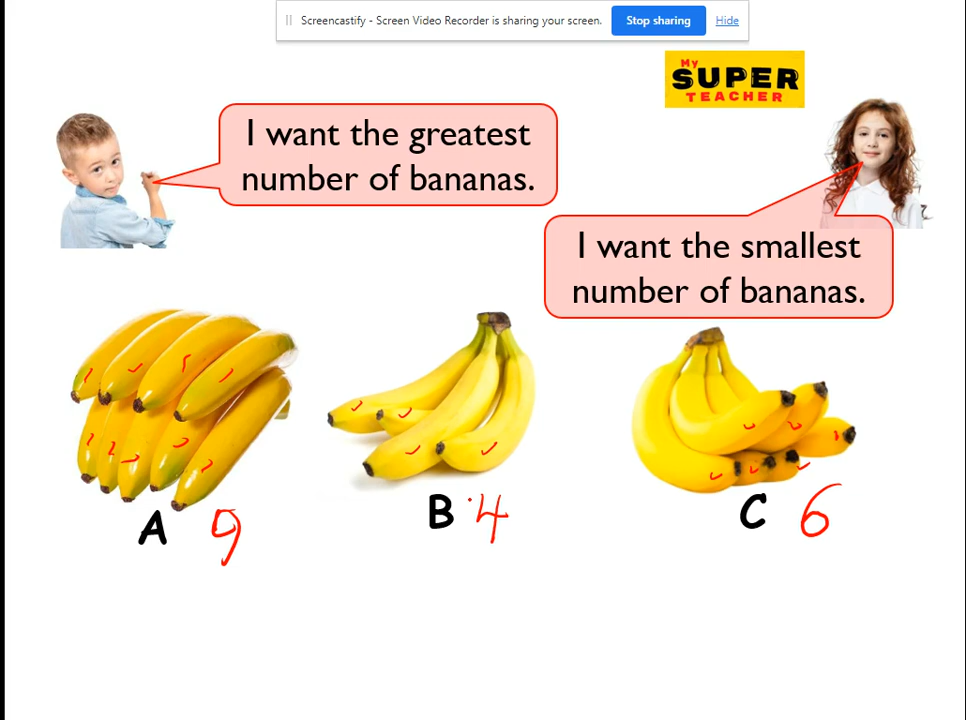 Screencastify - Screen Video Recorder is sharing your screen.
Stop sharing
Hide
My
SUPER
TEACHER
I want the greatest
number of bananas.
I want the smallest
number of bananas.
A 9
B 4
C 6